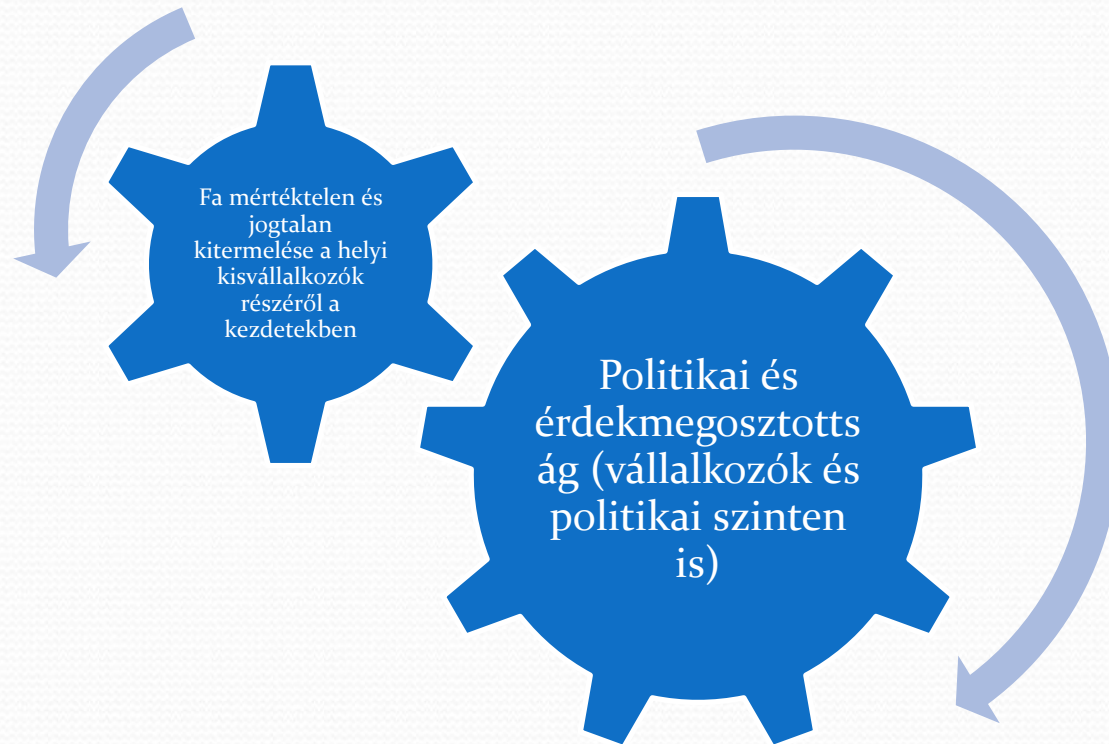 Fa mértéktelen és
jogtalan
kitermelése a helyi
kisvállalkozók
részéről a
kezdetekben
Politikai és
érdekmegosztotts
ág (vállalkozók és
politikai szinten
is)